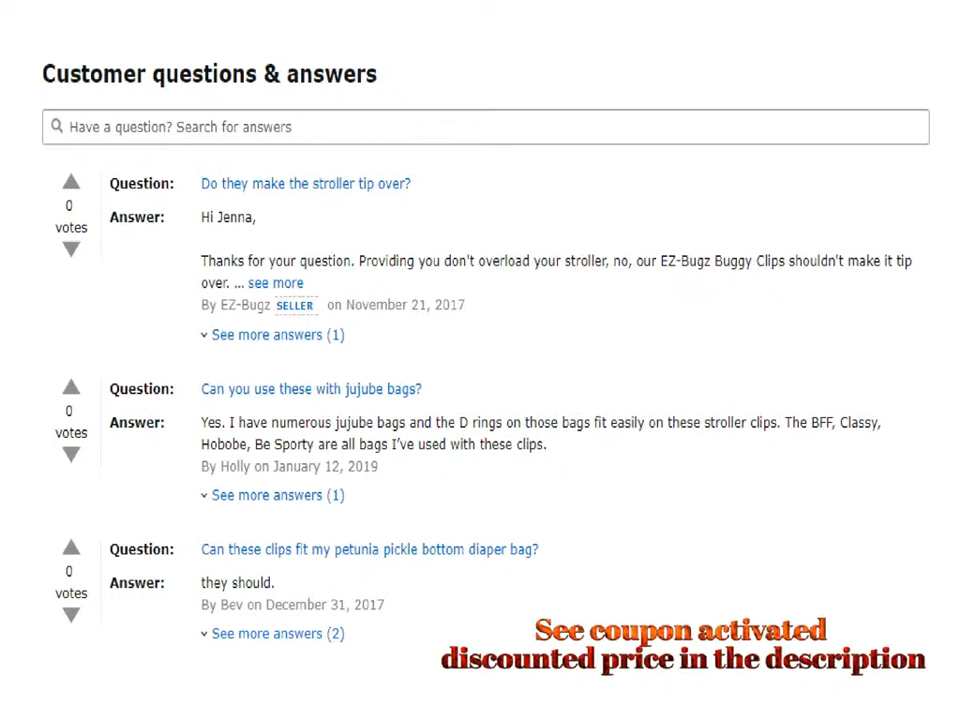 Customer questions & answers
Have a question? Search for answers
0
votes
Question: Do they make the stroller tip over?
Answer: Hi Jenna,
Thanks for your question. Providing you don't overload your stroller, no, our EZ-Bugz Buggy Clips shouldn't make it tip
over. ... see more
By EZ-Bugz SELLER on November 21, 2017
See more answers (1)
0
votes
Question: Can you use these with jujube bags?
Answer: Yes. I have numerous jujube bags and the D rings on those bags fit easily on these stroller clips. The BFF, Classy,
Hobobe, Be Sporty are all bags I’ve used with these clips.
By Holly on January 12, 2019
See more answers (1)
0
votes
Question: Can these clips fit my petunia pickle bottom diaper bag?
Answer: they should.
By Bev on December 31, 2017
See more answers (2)
See coupon activated
discounted price in the description